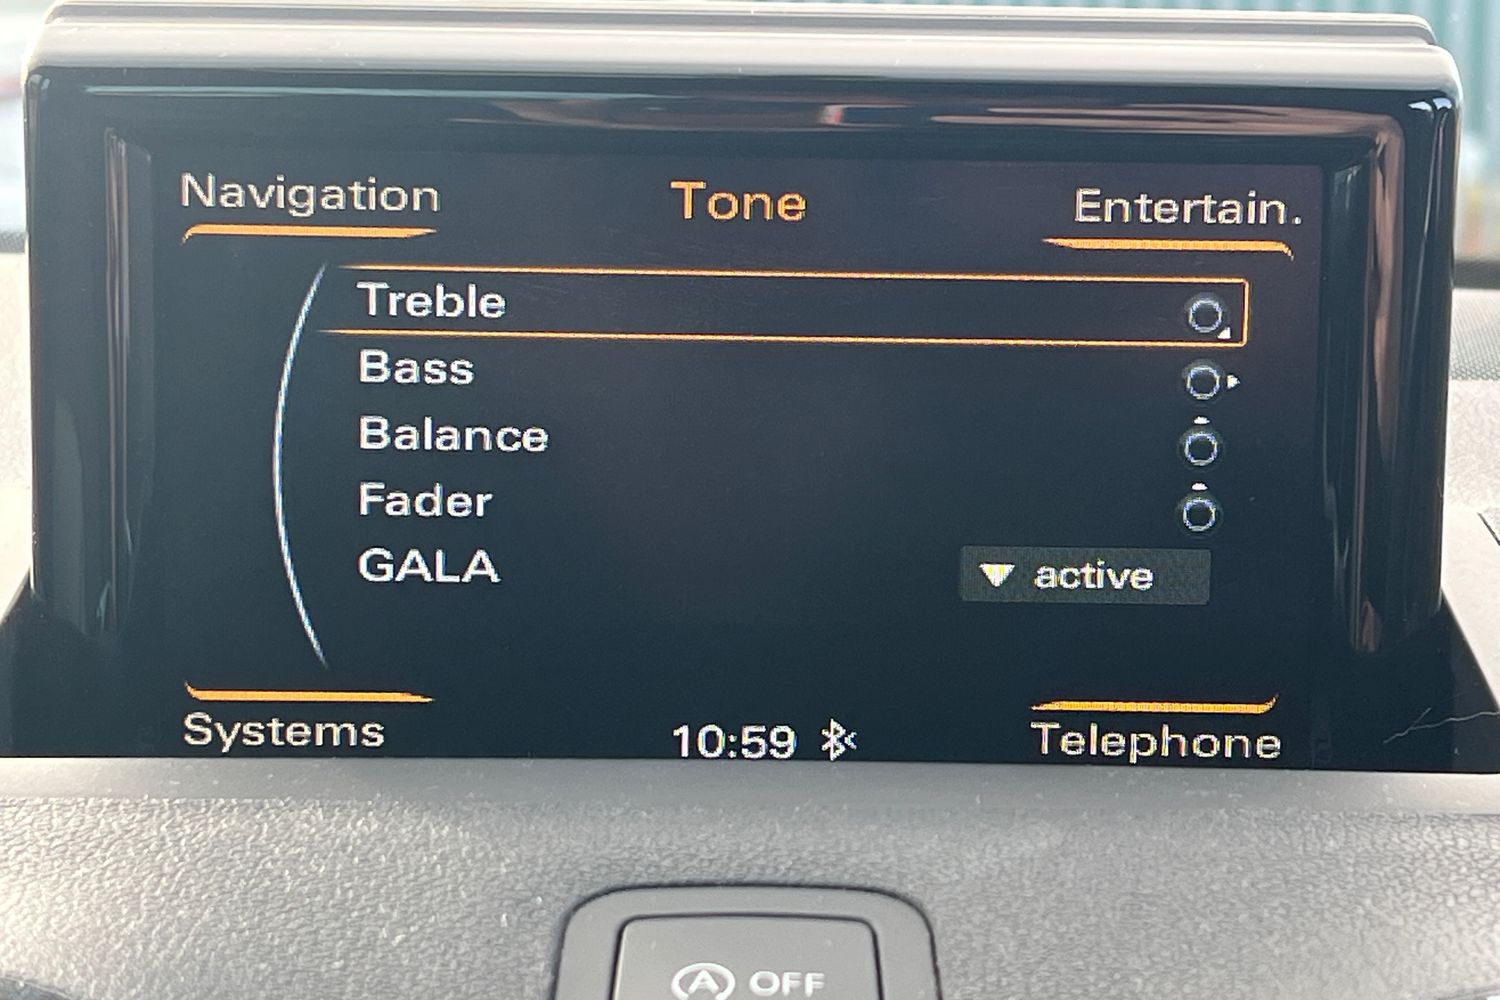 Navigation Tone Entertain.
Treble
Bass
Balance
Fader
GALA active
Systems 10:59 Telephone
A OFF